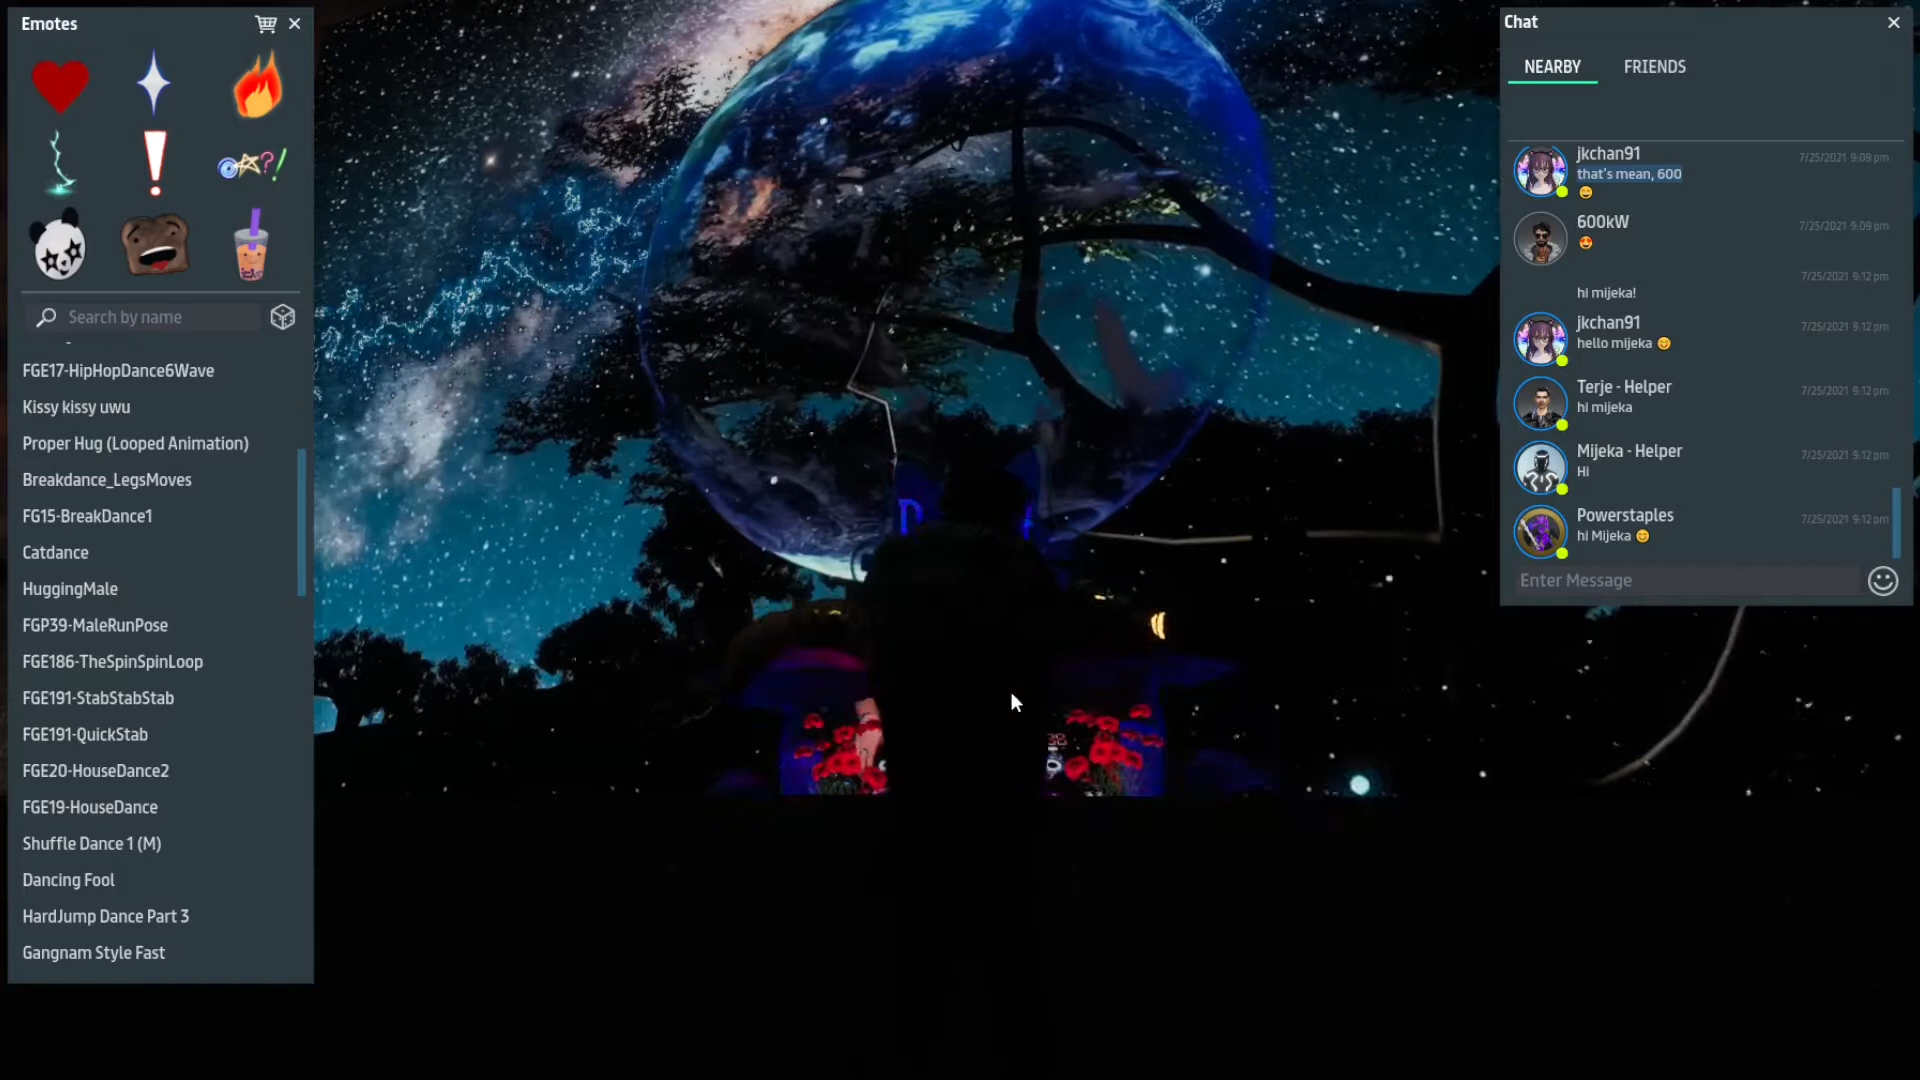 Emotes
Search by name
FGE17-HipHopDance6Wave
Kissy kissy uwu
Proper Hug (Looped Animation)
Breakdance_LegsMoves
FG15-BreakDance1
Catdance
HuggingMale
FGP39-MaleRunPose
FGE186-TheSpinSpinLoop
FGE191-StabStabStab
FGE191-QuickStab
FGE20-HouseDance2
FGE19-HouseDance
Shuffle Dance 1 (M)
Dancing Fool
HardJump Dance Part 3
Gangnam Style Fast
Chat
NEARBY FRIENDS
jkchan91 7/25/2021 9:09 pm
that's mean, 600
😄
600kW 7/25/2021 9:09 pm
😍
7/25/2021 9:12 pm
hi mijeka!
jkchan91 7/25/2021 9:12 pm
hello mijeka 😊
Terje - Helper 7/25/2021 9:12 pm
hi mijeka
Mijeka - Helper 7/25/2021 9:12 pm
Hi
Powerstaples 7/25/2021 9:12 pm
hi Mijeka 😊
Enter Message